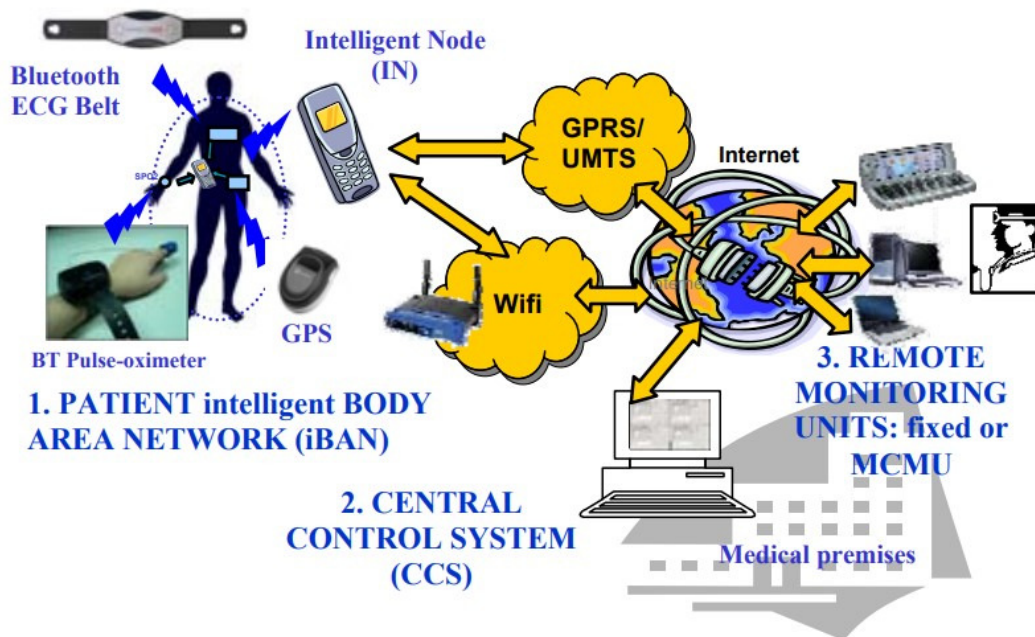 Intelligent Node
(IN)
Bluetooth
ECG Belt
SPO2
GPRS/
UMTS
Internet
Internet
Wifi
GPS
BT Pulse-oximeter
1. PATIENT intelligent BODY
AREA NETWORK (iBAN)
2. CENTRAL
CONTROL SYSTEM
(CCS)
3. REMOTE
MONITORING
UNITS: fixed or
MCMU
Medical premises